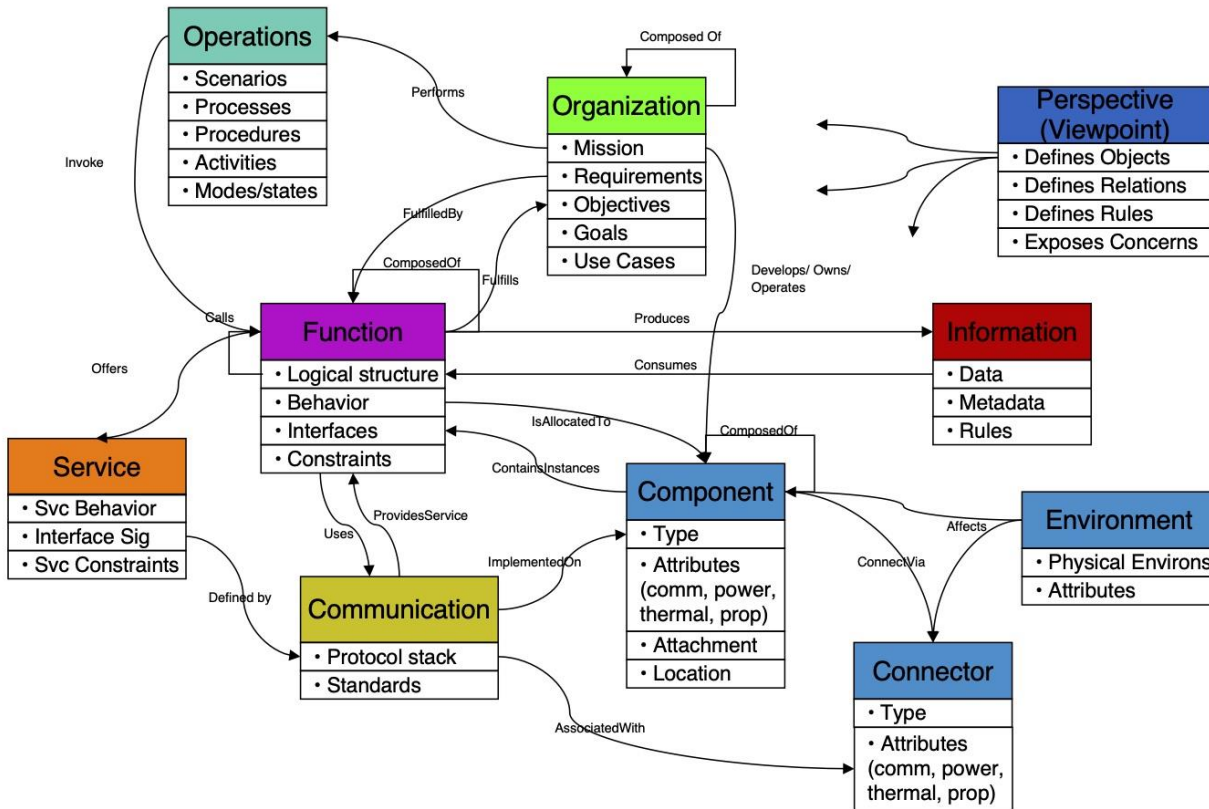 Operations
• Scenarios
• Processes
• Procedures
• Activities
• Modes/states
Composed Of
Organization
• Mission
• Requirements
• Objectives
• Goals
• Use Cases
Perspective
(Viewpoint)
• Defines Objects
• Defines Relations
• Defines Rules
• Exposes Concerns
Performs
Invoke
FulfilledBy
ComposedOf
Fulfills
Develops/ Owns/
Operates
Calls
Function
• Logical structure
• Behavior
• Interfaces
• Constraints
Produces
Consumes
Information
• Data
• Metadata
• Rules
Offers
Service
• Svc Behavior
• Interface Sig
• Svc Constraints
IsAllocatedTo
ContainsInstances
ComposedOf
Component
• Type
• Attributes
(comm, power,
thermal, prop)
• Attachment
• Location
Affects
Environment
• Physical Environs
• Attributes
ConnectVia
Uses
ProvidesService
ImplementedOn
Defined by
Communication
• Protocol stack
• Standards
AssociatedWith
Connector
• Type
• Attributes
(comm, power,
thermal, prop)